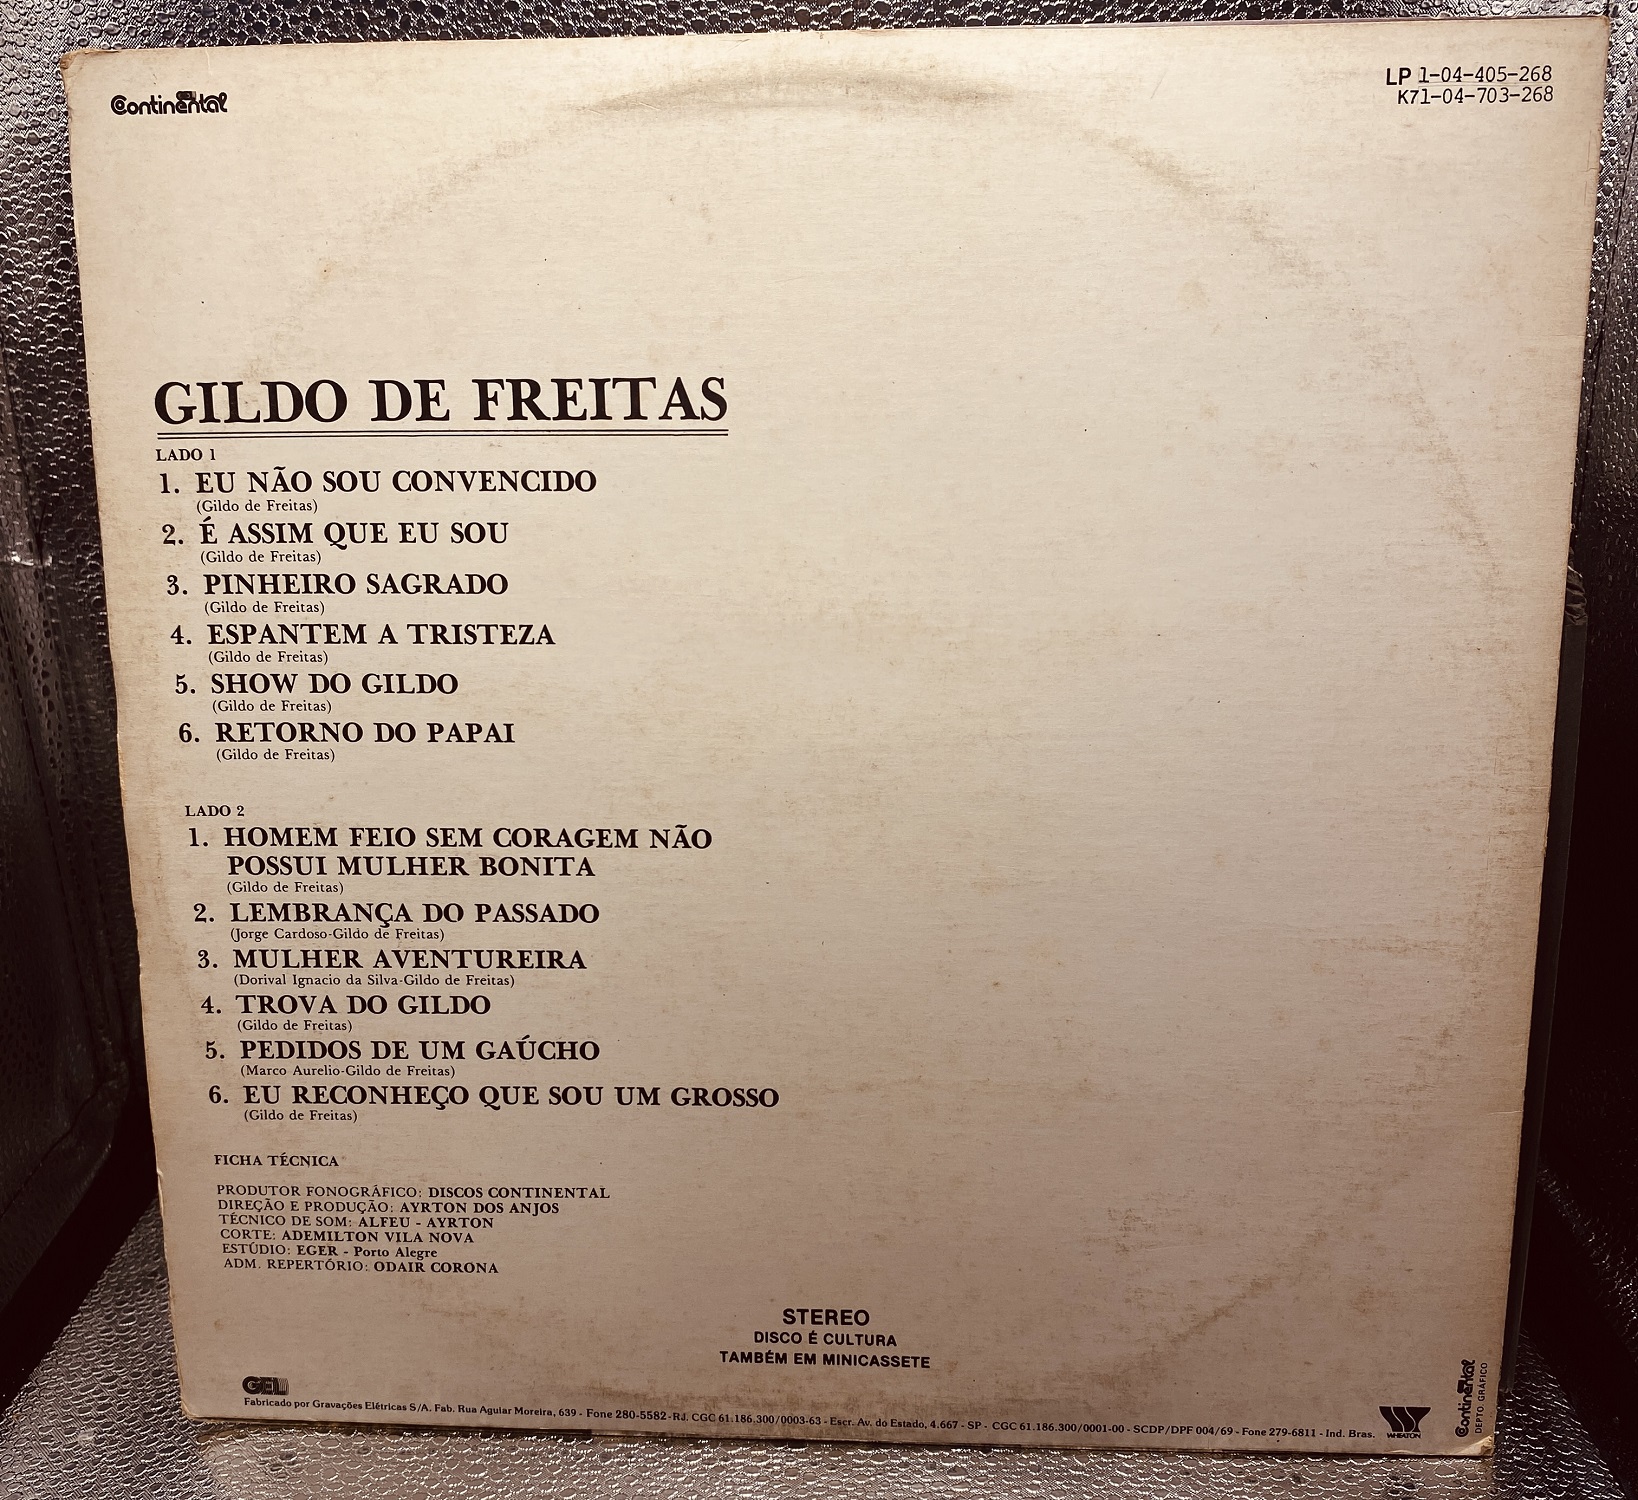 Continental
LP 1-04-405-268
K71-04-703-268
GILDO DE FREITAS
LADO 1
1. EU NÃO SOU CONVENCIDO
(Gildo de Freitas)
2. É ASSIM QUE EU SOU
(Gildo de Freitas)
3. PINHEIRO SAGRADO
(Gildo de Freitas)
4. ESPANTEM A TRISTEZA
(Gildo de Freitas)
5. SHOW DO GILDO
(Gildo de Freitas)
6. RETORNO DO PAPAI
(Gildo de Freitas)
LADO 2
1. HOMEM FEIO SEM CORAGEM NÃO
POSSUI MULHER BONITA
(Gildo de Freitas)
2. LEMBRANÇA DO PASSADO
(Jorge Cardoso-Gildo de Freitas)
3. MULHER AVENTUREIRA
(Dorival Ignacio da Silva-Gildo de Freitas)
4. TROVA DO GILDO
(Gildo de Freitas)
5. PEDIDOS DE UM GAÚCHO
(Marco Aurelio-Gildo de Freitas)
6. EU RECONHEÇO QUE SOU UM GROSSO
(Gildo de Freitas)
FICHA TÉCNICA
PRODUTOR FONOGRÁFICO: DISCOS CONTINENTAL
DIREÇÃO E PRODUÇÃO: AYRTON DOS ANJOS
TÉCNICO DE SOM: ALFEU - AYRTON
CORTE: ADEMILTON VILA NOVA
ESTÚDIO: EGER - Porto Alegre
ADM. REPERTÓRIO: ODAIR CORONA
STEREO
DISCO É CULTURA
TAMBÉM EM MINICASSETE
GEL
Fabricado por Gravações Elétricas S/A. Fab. Rua Aguiar Moreira, 639 - Fone 280-5582-RJ. CGC 61.186.300/0003-63 - Escr. Av. do Estado, 4.667 - SP - CGC 61.186.300/0001-00 - SCDP/DPF 004/69 - Fone 279-6811 - Ind. Bras.
WHEATON
Continental
DEPTO. GRÁFICO